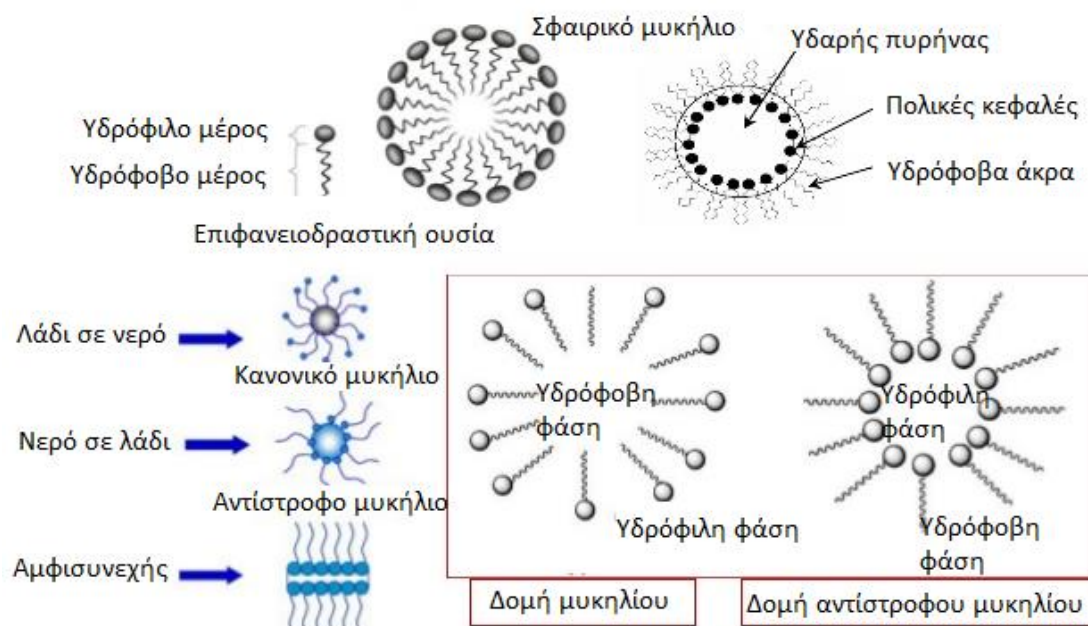 Σφαιρικό μυκήλιο
Υδαρής πυρήνας
Πολικές κεφαλές
Υδρόφοβα άκρα
Υδρόφιλο μέρος
Υδρόφοβο μέρος
Επιφανειοδραστική ουσία
Λάδι σε νερό
Κανονικό μυκήλιο
Νερό σε λάδι
Αντίστροφο μυκήλιο
Αμφισυνεχής
Υδρόφοβη
φάση
Υδρόφιλη φάση
Δομή μυκηλίου
Υδρόφιλη
φάση
Υδρόφοβη
φάση
Δομή αντίστροφου μυκηλίου